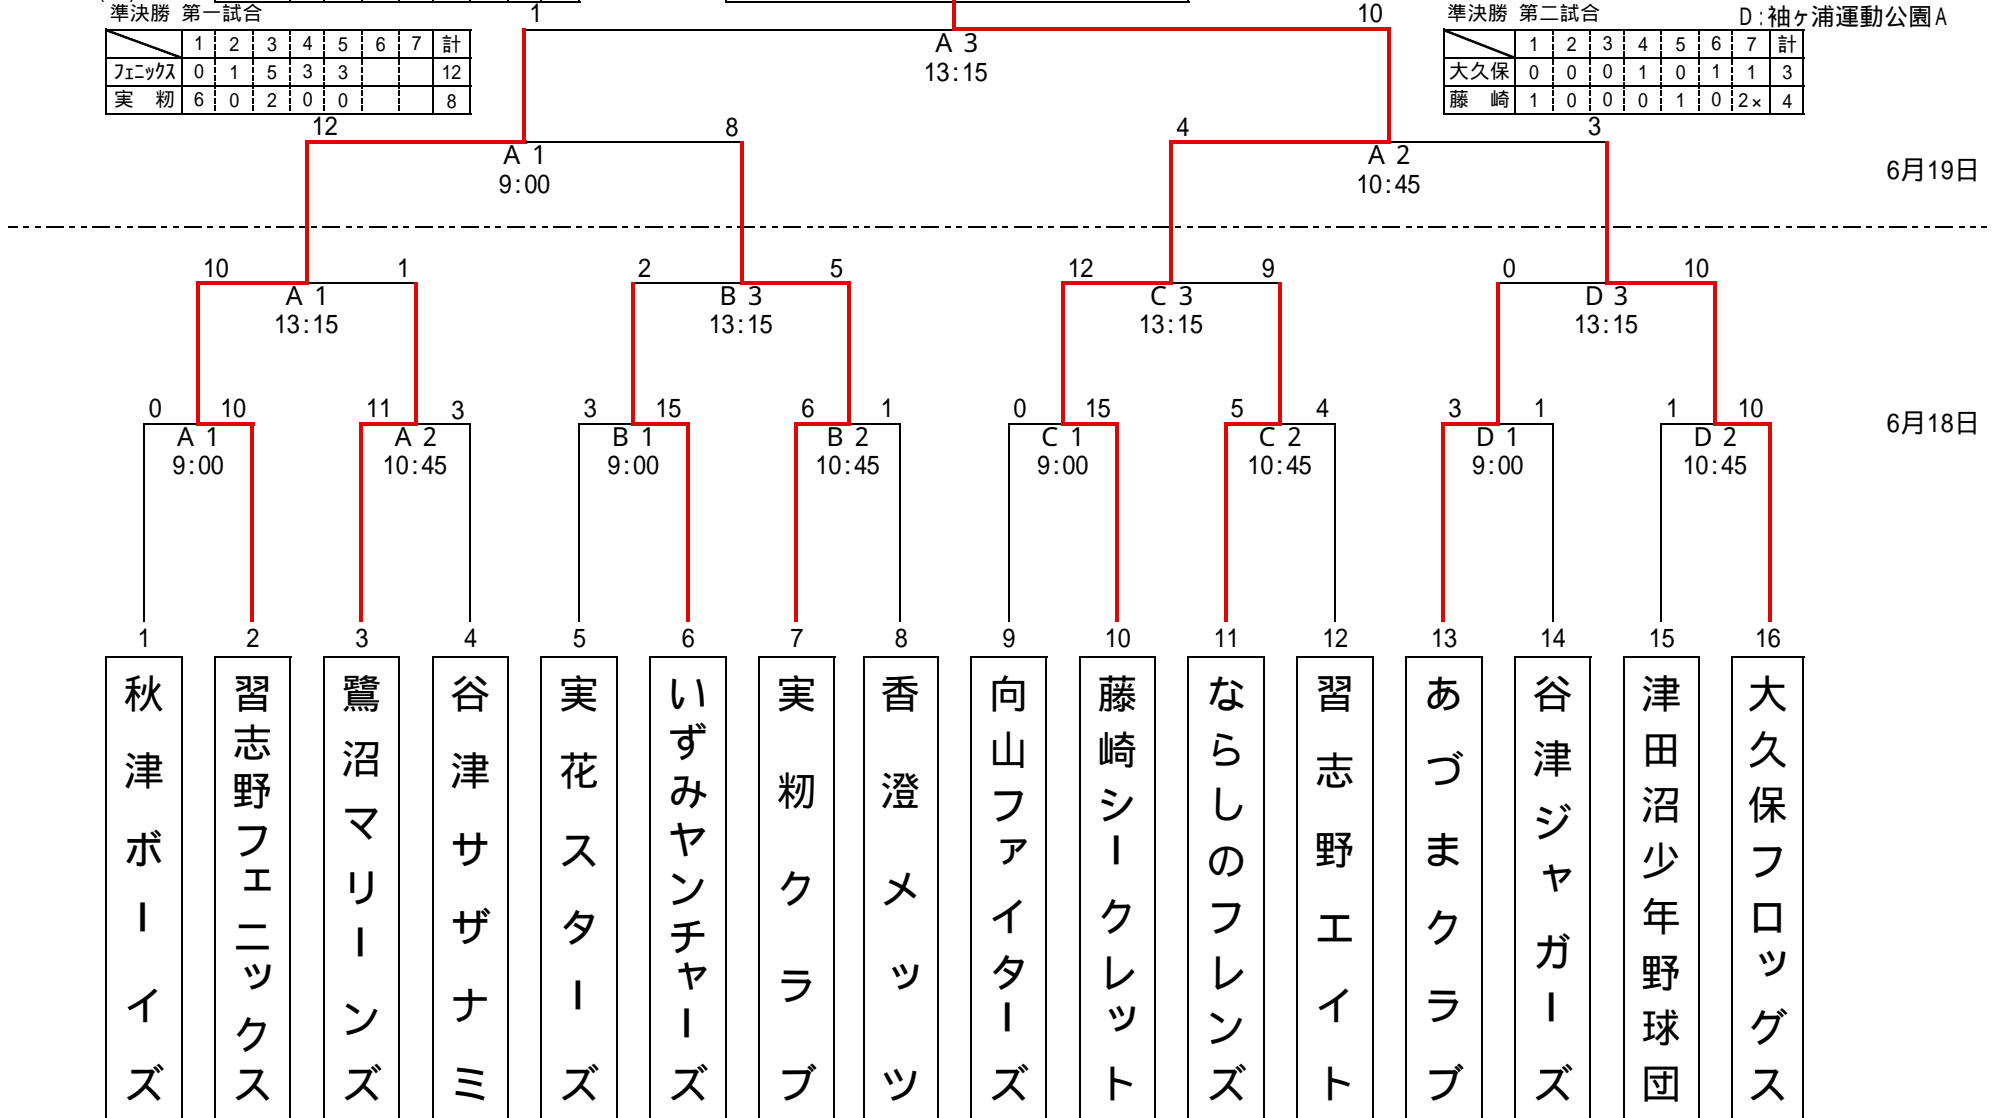 準決勝 第一試合
1 2 3 4 5 6 7 計
フェニックス 0 1 5 3 3 12
実 籾 6 0 2 0 0 8
準決勝 第二試合
D:袖ヶ浦運動公園A
1 2 3 4 5 6 7 計
大久保 0 0 0 1 0 1 1 3
藤 崎 1 0 0 0 1 0 2× 4
1 10
A 3
13:15
12 8 4 3
A 1 A 2
9:00 10:45
6月19日
10 1 2 5 12 9 0 10
A 1 B 3 C 3 D 3
13:15 13:15 13:15 13:15
0 10 11 3 3 15 6 1 0 15 5 4 3 1 1 10
A 1 A 2 B 1 B 2 C 1 C 2 D 1 D 2
9:00 10:45 9:00 10:45 9:00 10:45 9:00 10:45
6月18日
1 2 3 4 5 6 7 8 9 10 11 12 13 14 15 16
秋津ボーイズ
習志野フェニックス
鷺沼マリーンズ
谷津サザナミ
実花スターズ
いずみヤンチャーズ
実籾クラブ
香澄メッツ
向山ファイターズ
藤崎シークレット
ならしのフレンズ
習志野エイト
あづまクラブ
谷津ジャガーズ
津田沼少年野球団
大久保フロッグス